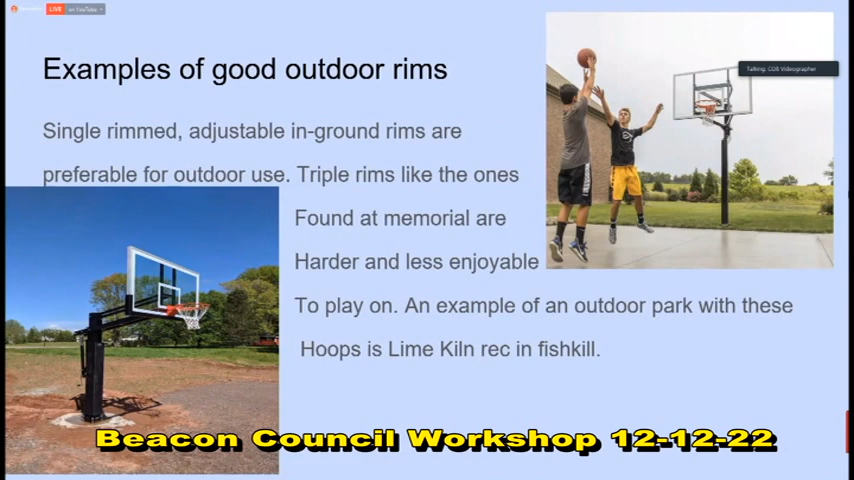 LIVE on YouTube
Examples of good outdoor rims
Talking: COB Videographer
Single rimmed, adjustable in-ground rims are
preferable for outdoor use. Triple rims like the ones
Found at memorial are
Harder and less enjoyable
To play on. An example of an outdoor park with these
Hoops is Lime Kiln rec in fishkill.
Beacon Council Workshop 12-12-22